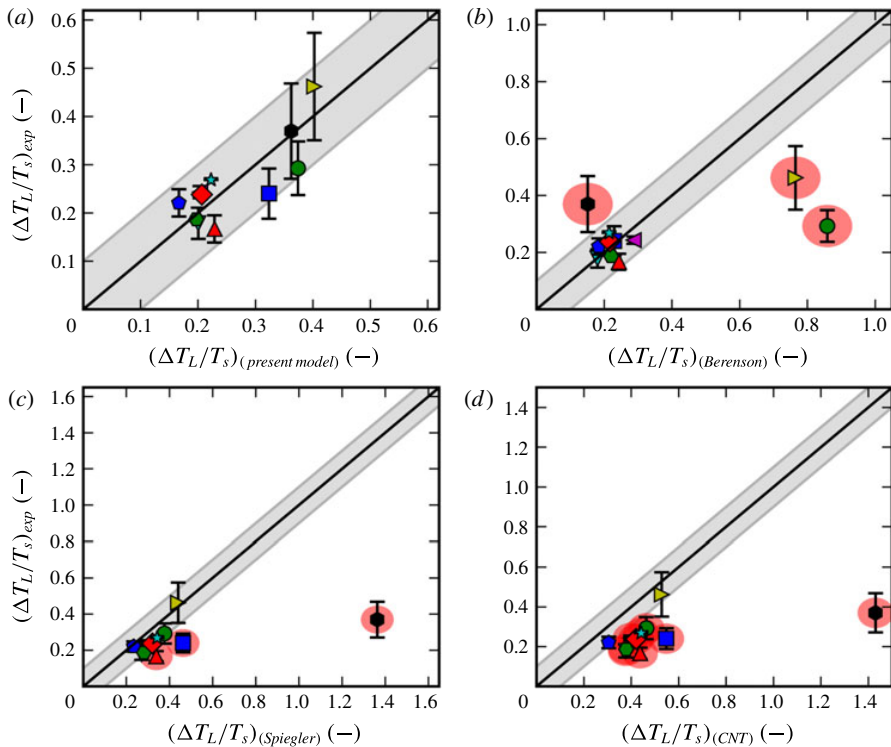 (a)
0.6
0.5
0.4
0.3
0.2
0.1
0
0.1 0.2 0.3 0.4 0.5 0.6
(ΔT_L/T_s)_exp (–)
(ΔT_L/T_s)_(present model) (–)
(b)
1.0
0.8
0.6
0.4
0.2
0
0.2 0.4 0.6 0.8 1.0
(ΔT_L/T_s)_(Berenson) (–)
(c)
1.6
1.4
1.2
1.0
0.8
0.6
0.4
0.2
0
0.2 0.4 0.6 0.8 1.0 1.2 1.4 1.6
(ΔT_L/T_s)_exp (–)
(ΔT_L/T_s)_(Spiegler) (–)
(d)
1.4
1.2
1.0
0.8
0.6
0.4
0.2
0
0.2 0.4 0.6 0.8 1.0 1.2 1.4
(ΔT_L/T_s)_(CNT) (–)